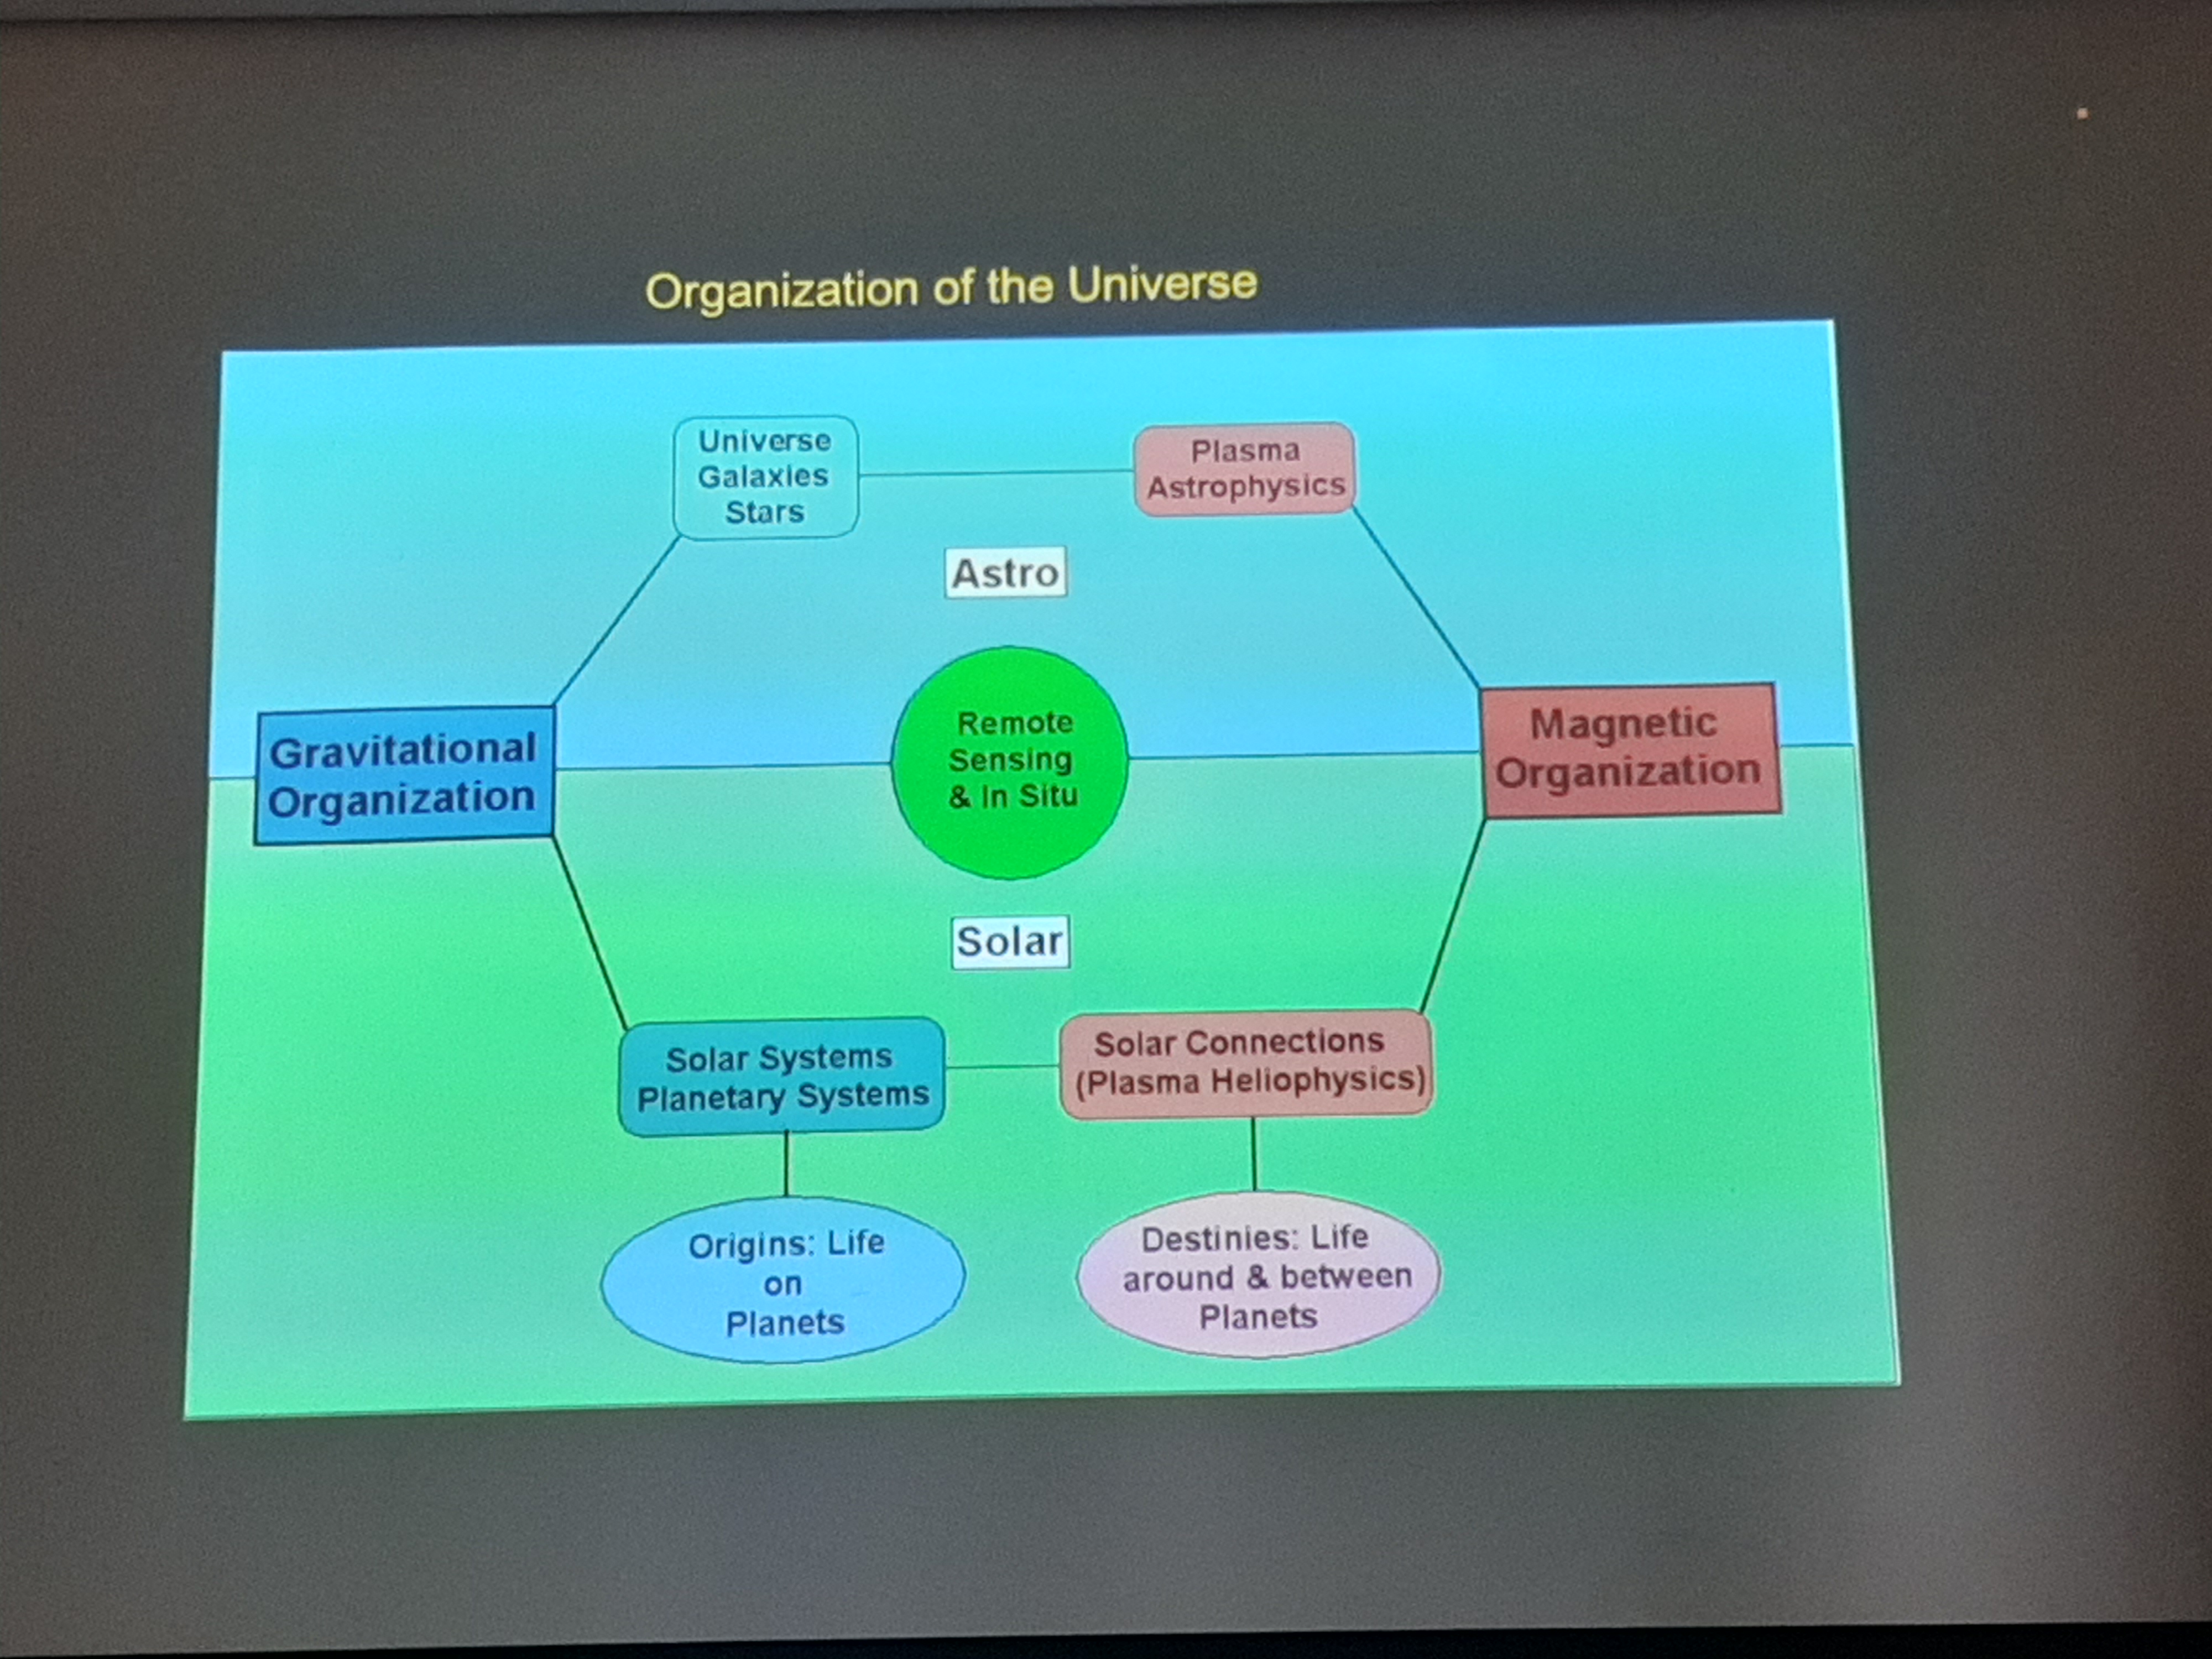 Organization of the Universe
Universe
Galaxies
Stars
Plasma
Astrophysics
Astro
Gravitational
Organization
Remote
Sensing
& In Situ
Magnetic
Organization
Solar
Solar Systems
Planetary Systems
Solar Connections
(Plasma Heliophysics)
Origins: Life
on
Planets
Destinies: Life
around & between
Planets